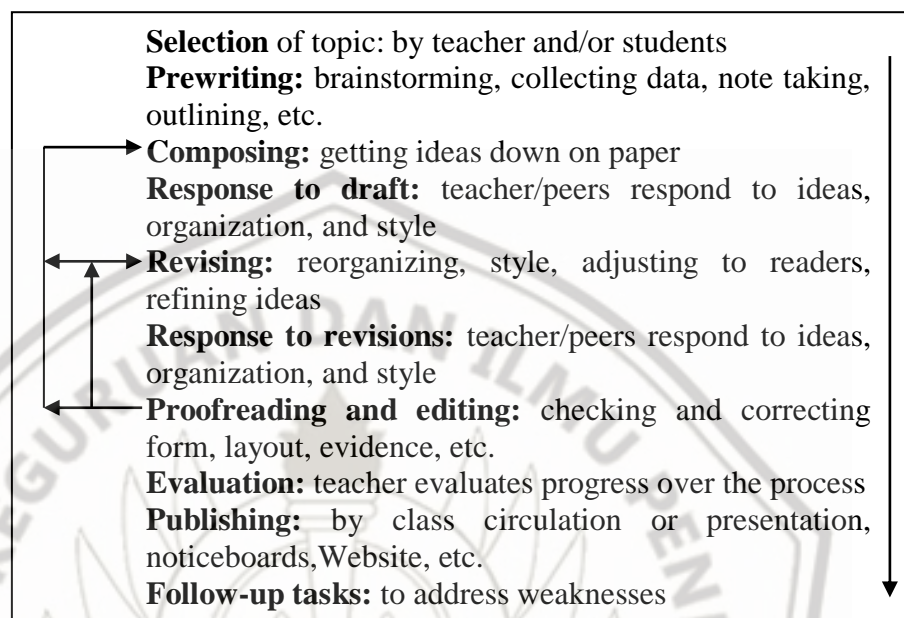 Selection of topic: by teacher and/or students
Prewriting: brainstorming, collecting data, note taking,
outlining, etc.
Composing: getting ideas down on paper
Response to draft: teacher/peers respond to ideas,
organization, and style
Revising: reorganizing, style, adjusting to readers,
refining ideas
Response to revisions: teacher/peers respond to ideas,
organization, and style
Proofreading and editing: checking and correcting
form, layout, evidence, etc.
Evaluation: teacher evaluates progress over the process
Publishing: by class circulation or presentation,
noticeboards,Website, etc.
Follow-up tasks: to address weaknesses
DAN ILMU